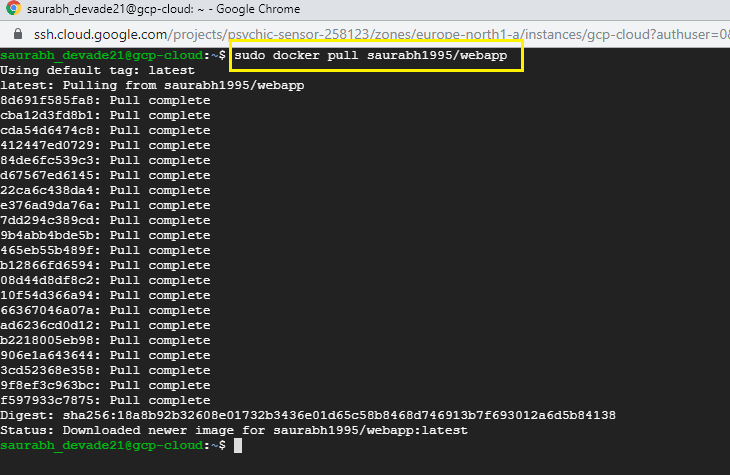 saurabh_devade21@gcp-cloud: ~ - Google Chrome
ssh.cloud.google.com/projects/psychic-sensor-258123/zones/europe-north1-a/instances/gcp-cloud?authuser=0&
saurabh_devade21@gcp-cloud:~$ sudo docker pull saurabh1995/webapp
Using default tag: latest
latest: Pulling from saurabh1995/webapp
8d691f585fa8: Pull complete
cba12d3fd8b1: Pull complete
cda54d6474c8: Pull complete
412447ed0729: Pull complete
84de6fc539c3: Pull complete
d67567ed6145: Pull complete
22ca6c438da4: Pull complete
e376ad9da76a: Pull complete
7dd294c389cd: Pull complete
9b4abb4bde5b: Pull complete
465eb55b489f: Pull complete
b12866fd6594: Pull complete
08d44d8df8c2: Pull complete
10f54d366a94: Pull complete
66367046a07a: Pull complete
ad6236cd0d12: Pull complete
b2218005eb98: Pull complete
906e1a643644: Pull complete
3cd52368e358: Pull complete
9f8ef3c963bc: Pull complete
f597933c7875: Pull complete
Digest: sha256:18a8b92b32608e01732b3436e01d65c58b8468d746913b7f693012a6d5b84138
Status: Downloaded newer image for saurabh1995/webapp:latest
saurabh_devade21@gcp-cloud:~$